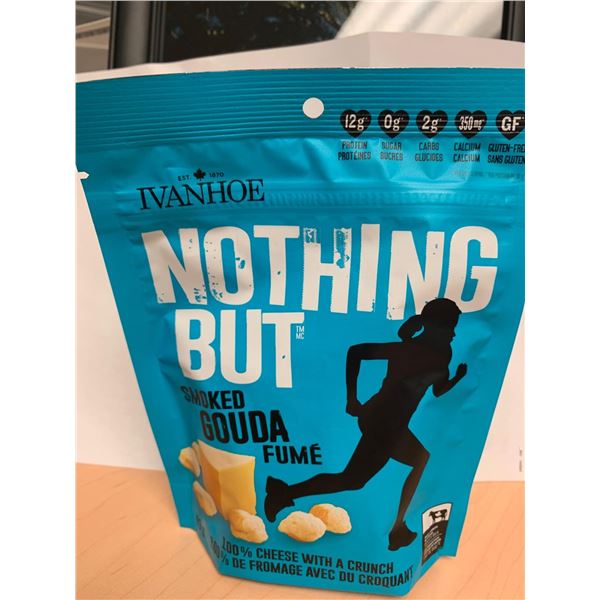 12g 0g 2g 350mg GF
PROTEIN SUGAR CARBS CALCIUM GLUTEN-FREE
PROTÉINES SUCRES GLUCIDES CALCIUM SANS GLUTEN
EST. 1870
IVANHOE
NOTHING
BUT
TM
MC
SMOKED
GOUDA
FUMÉ
100% CHEESE WITH A CRUNCH
DE FROMAGE AVEC DU CROQUANT